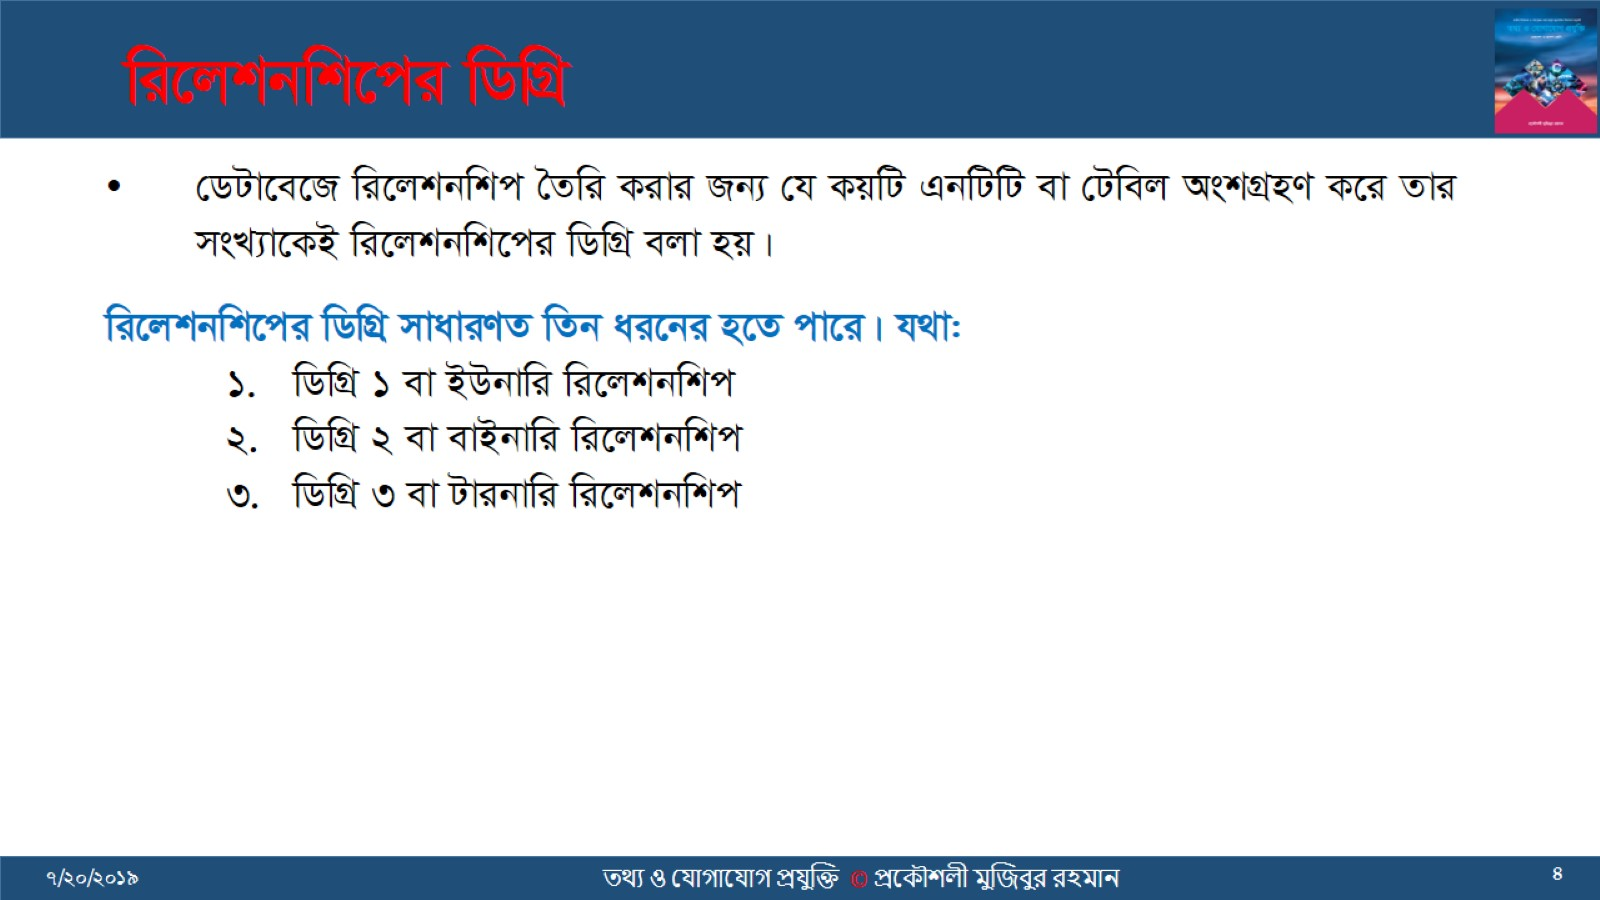 রিলেশনশিপের ডিগ্রি
তথ্য ও যোগাযোগ প্রযুক্তি
• ডেটাবেজে রিলেশনশিপ তৈরি করার জন্য যে কয়টি এনটিটি বা টেবিল অংশগ্রহণ করে তার
সংখ্যাকেই রিলেশনশিপের ডিগ্রি বলা হয়।
রিলেশনশিপের ডিগ্রি সাধারণত তিন ধরনের হতে পারে। যথা:
১. ডিগ্রি ১ বা ইউনারি রিলেশনশিপ
২. ডিগ্রি ২ বা বাইনারি রিলেশনশিপ
৩. ডিগ্রি ৩ বা টারনারি রিলেশনশিপ
৭/২০/২০১৯
তথ্য ও যোগাযোগ প্রযুক্তি © প্রকৌশলী মুজিবুর রহমান
৪